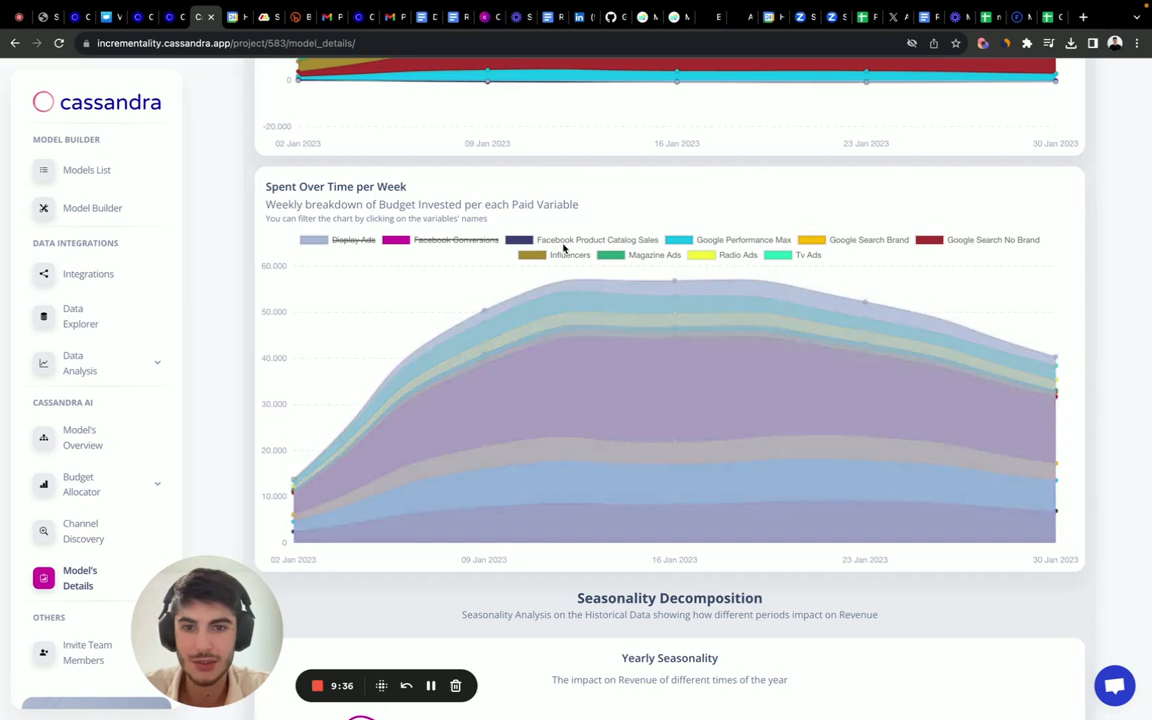 incrementality.cassandra.app/project/583/model_details/
cassandra
MODEL BUILDER
Models List
Model Builder
DATA INTEGRATIONS
Integrations
Data
Explorer
Data
Analysis
CASSANDRA AI
Model's
Overview
Budget
Allocator
Channel
Discovery
Model's
Details
OTHERS
Invite Team
Members
0
-20.000
02 Jan 2023 09 Jan 2023 16 Jan 2023 23 Jan 2023 30 Jan 2023
Spent Over Time per Week
Weekly breakdown of Budget Invested per each Paid Variable
You can filter the chart by clicking on the variables' names
Display Ads Facebook Conversions Facebook Product Catalog Sales Google Performance Max Google Search Brand Google Search No Brand
Influencers Magazine Ads Radio Ads Tv Ads
60.000
50.000
40.000
30.000
20.000
10.000
0
02 Jan 2023 09 Jan 2023 16 Jan 2023 23 Jan 2023 30 Jan 2023
Seasonality Decomposition
Seasonality Analysis on the Historical Data showing how different periods impact on Revenue
Yearly Seasonality
The impact on Revenue of different times of the year
9:36